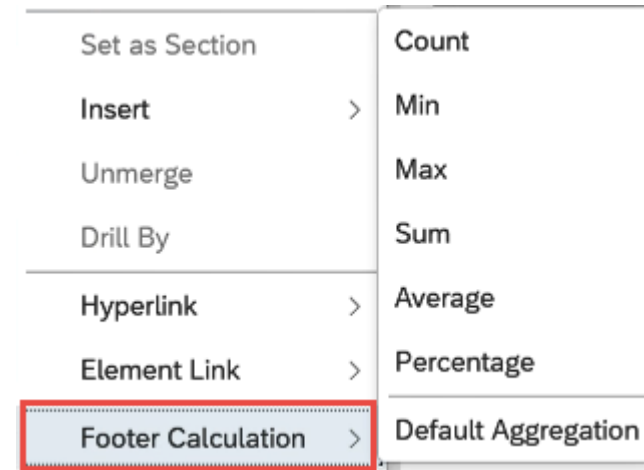 Set as Section
Insert
Unmerge
Drill By
Hyperlink
Element Link
Footer Calculation
Count
Min
Max
Sum
Average
Percentage
Default Aggregation